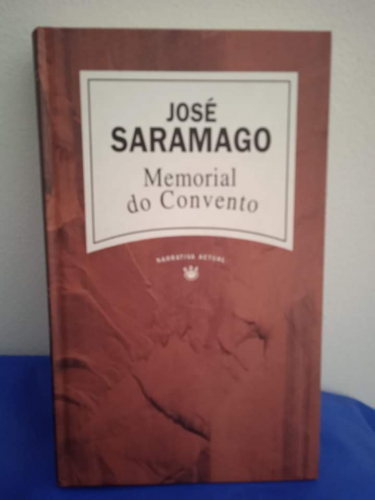 JOSÉ
SARAMAGO
Memorial
do Convento
NARRATIVA ACTUAL